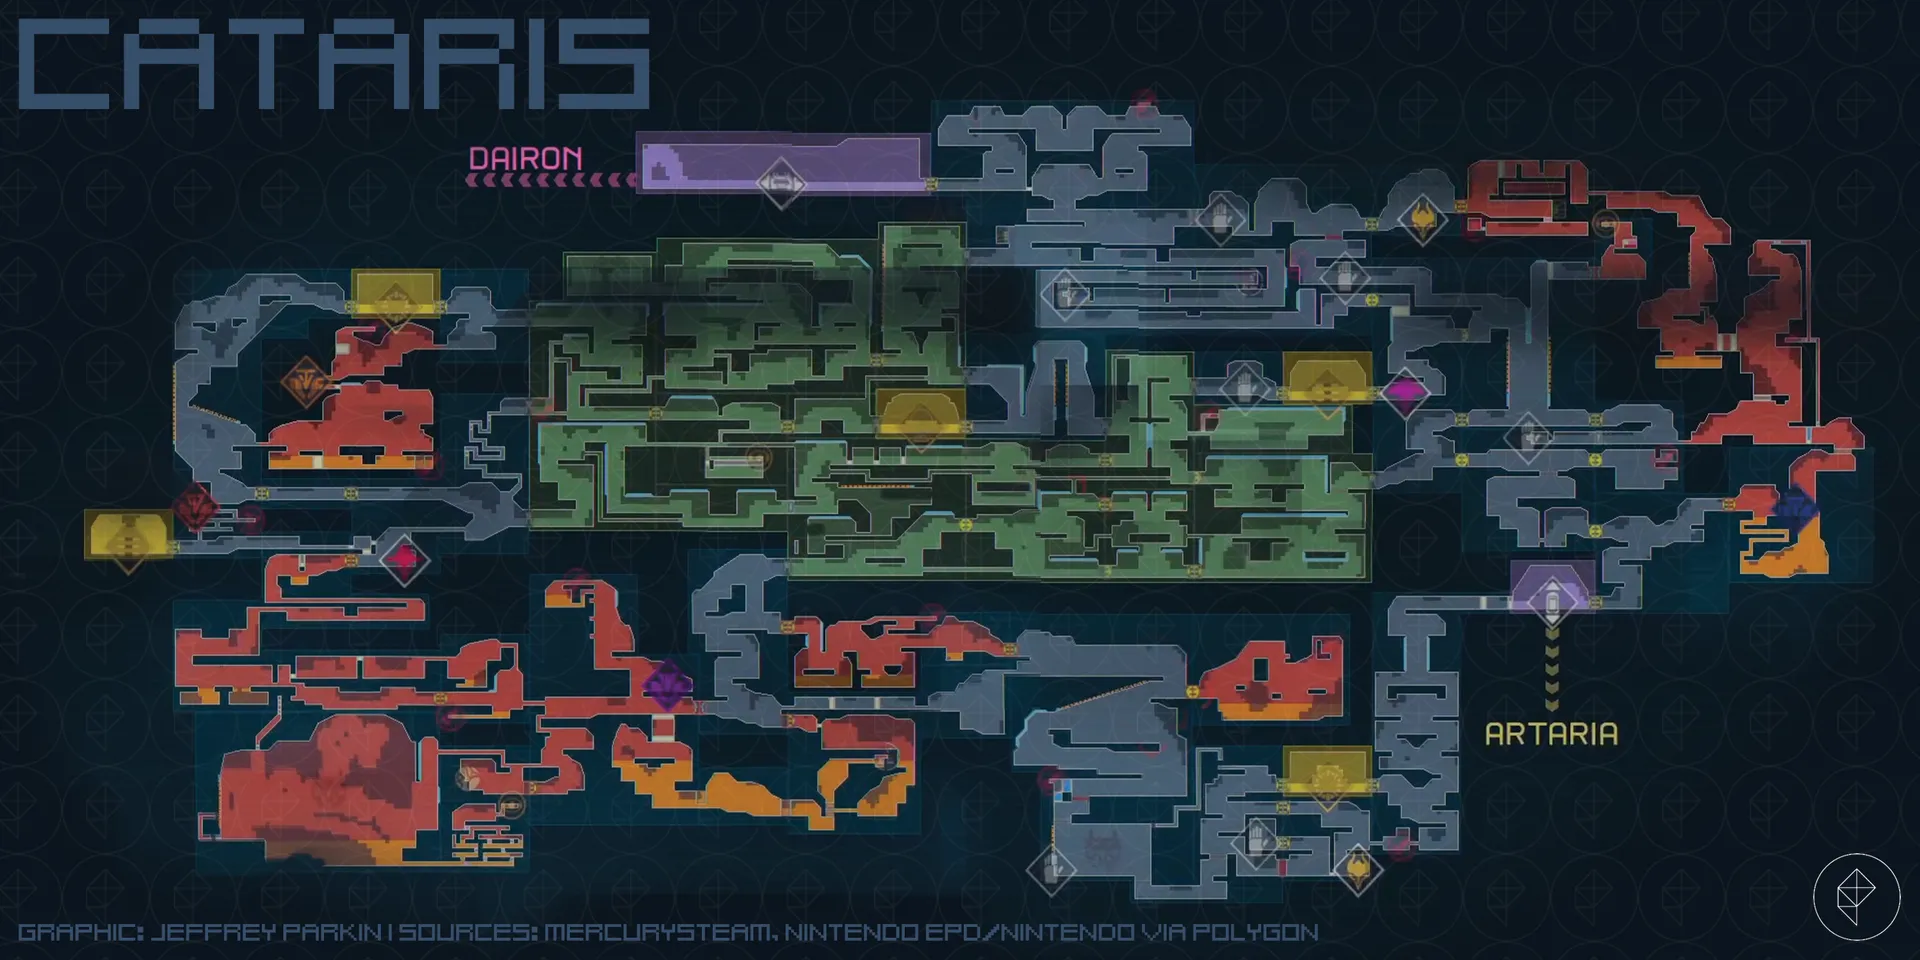 CATARIS
DAIRON
ARTARIA
GRAPHIC: JEFFREY PARKIN | SOURCES: MERCURYSTEAM, NINTENDO EPD/NINTENDO VIA POLYGON